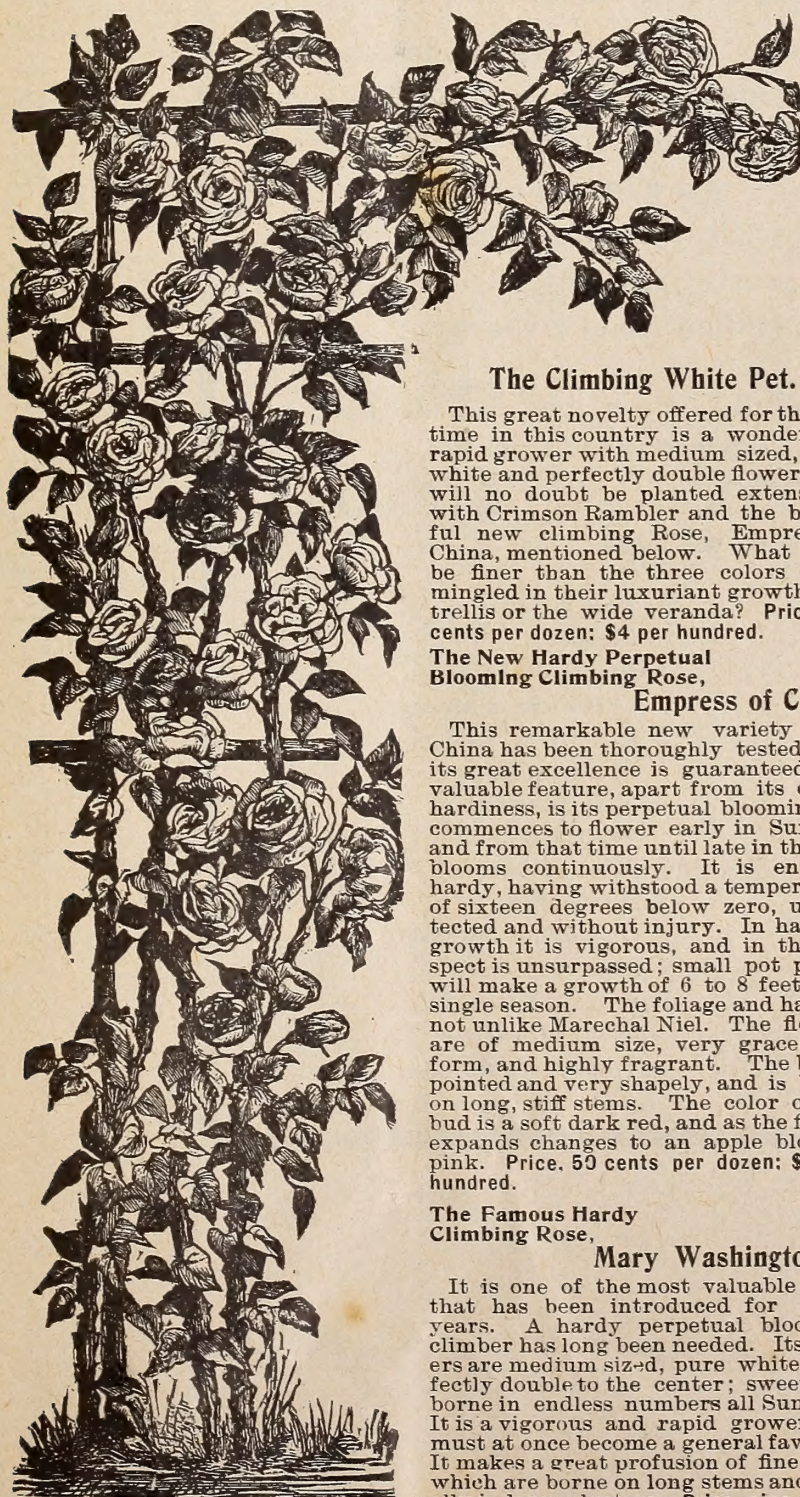 The Climbing White Pet.
This great novelty offered for th
time in this country is a wonde
rapid grower with medium sized,
white and perfectly double flower
will no doubt be planted exten
with Crimson Rambler and the b
ful new climbing Rose, Empre
China, mentioned below. What
be finer than the three colors
mingled in their luxuriant growth
trellis or the wide veranda? Pric
cents per dozen; $4 per hundred.
The New Hardy Perpetual
Blooming Climbing Rose,
Empress of C
This remarkable new variety
China has been thoroughly tested
its great excellence is guaranteed
valuable feature, apart from its
hardiness, is its perpetual bloomin
commences to flower early in Su
and from that time until late in th
blooms continuously. It is en
hardy, having withstood a temper
of sixteen degrees below zero, u
tected and without injury. In ha
growth it is vigorous, and in th
spect is unsurpassed; small pot p
will make a growth of 6 to 8 feet
single season. The foliage and ha
not unlike Marechal Niel. The fl
are of medium size, very grace
form, and highly fragrant. The b
pointed and very shapely, and is
on long, stiff stems. The color o
bud is a soft dark red, and as the f
expands changes to an apple blo
pink. Price, 50 cents per dozen; $
hundred.
The Famous Hardy
Climbing Rose,
Mary Washingto
It is one of the most valuable
that has been introduced for
years. A hardy perpetual bloo
climber has long been needed. Its
ers are medium sized, pure white
fectly double to the center; swee
borne in endless numbers all Sum
It is a vigorous and rapid grower
must at once become a general fav
It makes a great profusion of fine
which are borne on long stems and